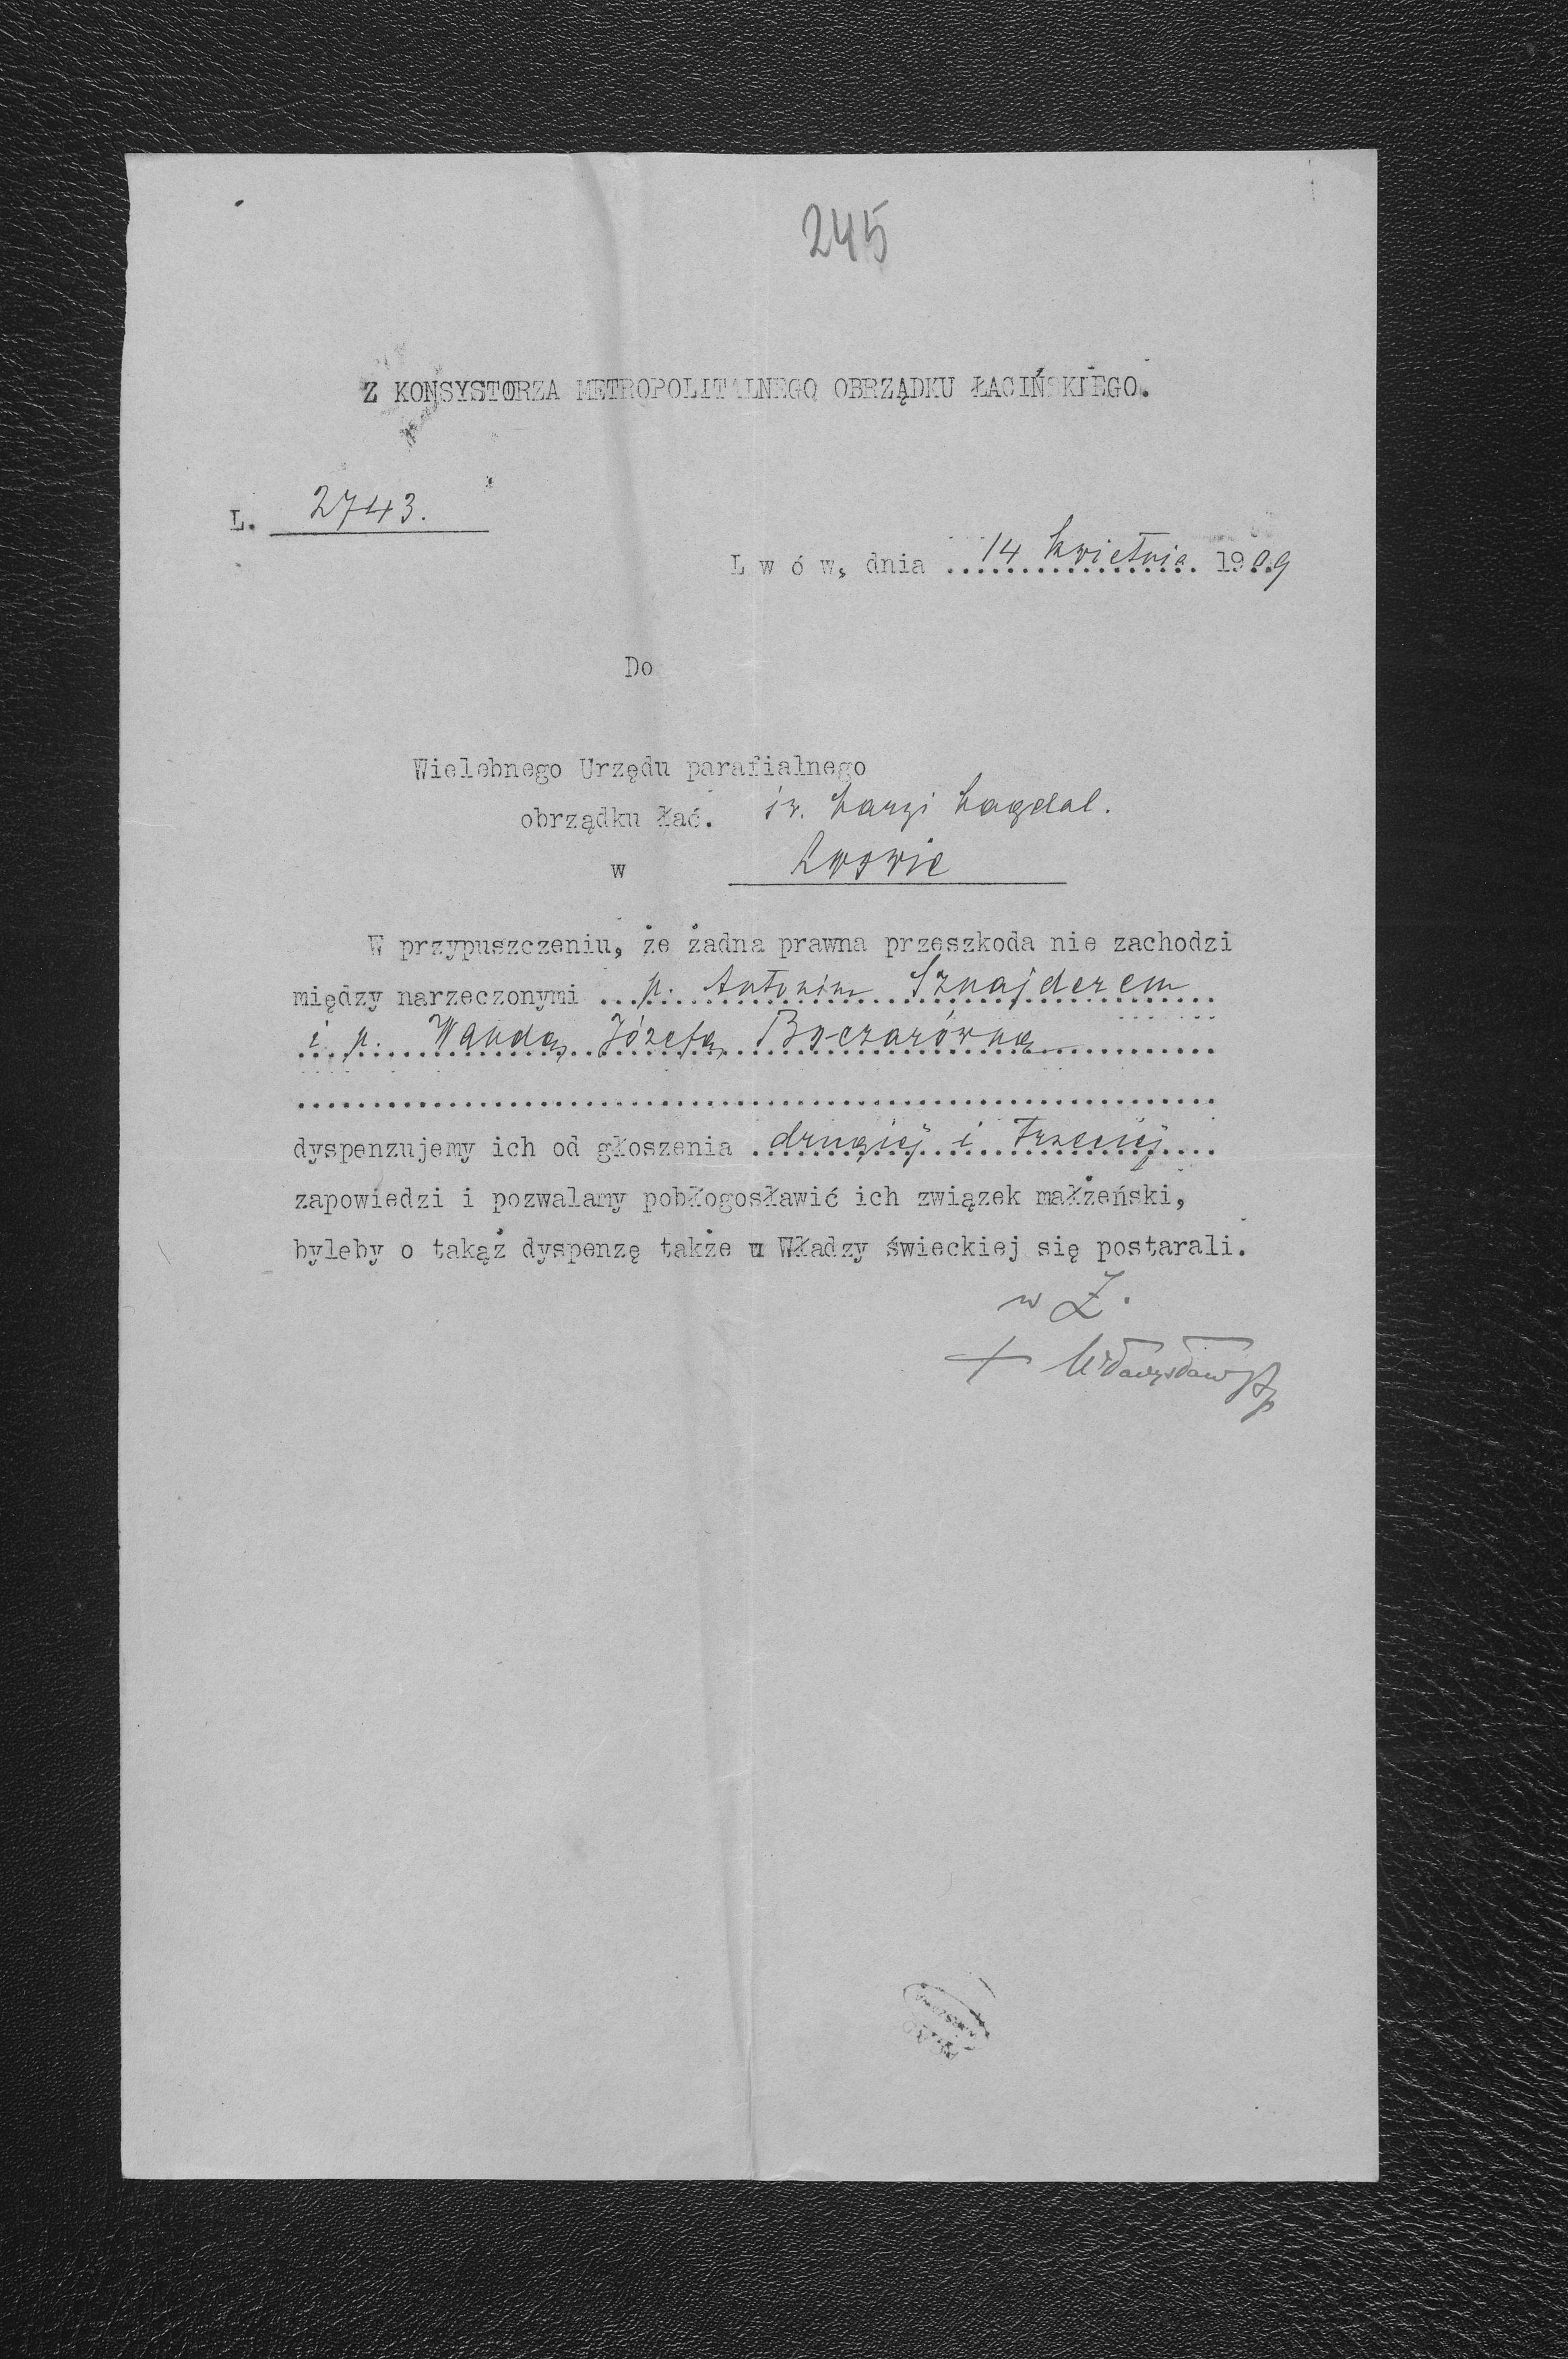 245
Z KONSYSTORZA METROPOLITALNEGO OBRZĄDKU ŁACIŃSKIEGO.
L. 2743.
Lwów, dnia 14 kwietnia 1909
Do
Wielebnego Urzędu parafialnego
obrządku łać. św. Maryi Magdal.
w Lwowie
W przypuszczeniu, że żadna prawna przeszkoda nie zachodzi
między narzeczonymi ... p. Antonim Sznajderem
i p. Wandą Józefą Boczarówną
dyspenzujemy ich od głoszenia drugiej i trzeciej
zapowiedzi i pozwalamy pobłogosławić ich związek małżeński,
byleby o takąż dyspenzę także u Władzy świeckiej się postarali.
w Z.
+ Władysław